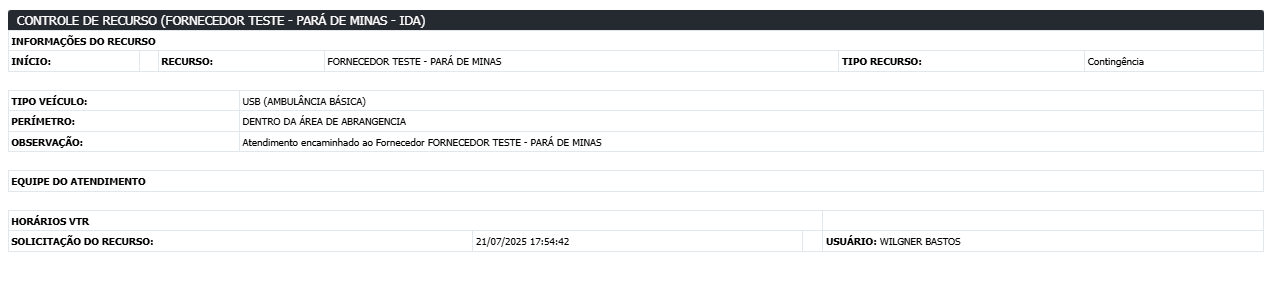 CONTROLE DE RECURSO (FORNECEDOR TESTE - PARÁ DE MINAS - IDA)
INFORMAÇÕES DO RECURSO
INÍCIO: RECURSO: FORNECEDOR TESTE - PARÁ DE MINAS TIPO RECURSO: Contingência
TIPO VEÍCULO: USB (AMBULÂNCIA BÁSICA)
PERÍMETRO: DENTRO DA ÁREA DE ABRANGENCIA
OBSERVAÇÃO: Atendimento encaminhado ao Fornecedor FORNECEDOR TESTE - PARÁ DE MINAS
EQUIPE DO ATENDIMENTO
HORÁRIOS VTR
SOLICITAÇÃO DO RECURSO: 21/07/2025 17:54:42 USUÁRIO: WILGNER BASTOS